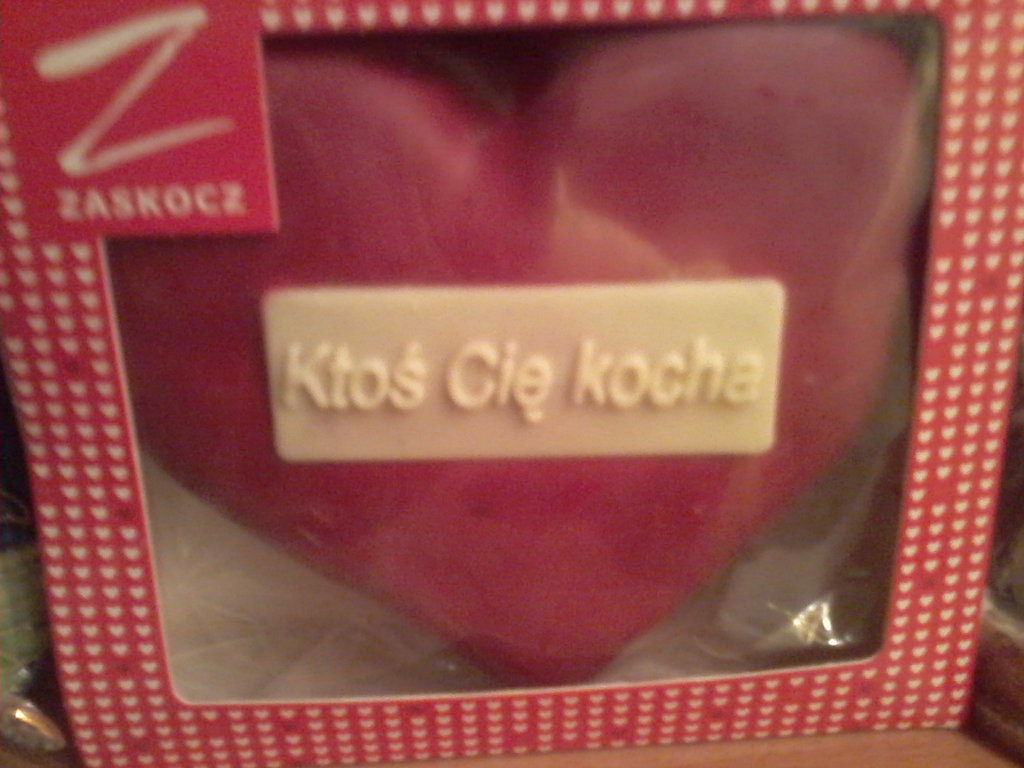 Z
ZASKOCZ
Ktoś Cię kocha